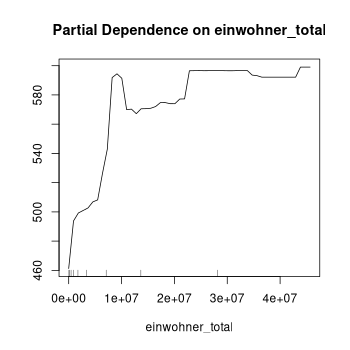 Partial Dependence on einwohner_total
580
540
500
460
0e+00 1e+07 2e+07 3e+07 4e+07
einwohner_total